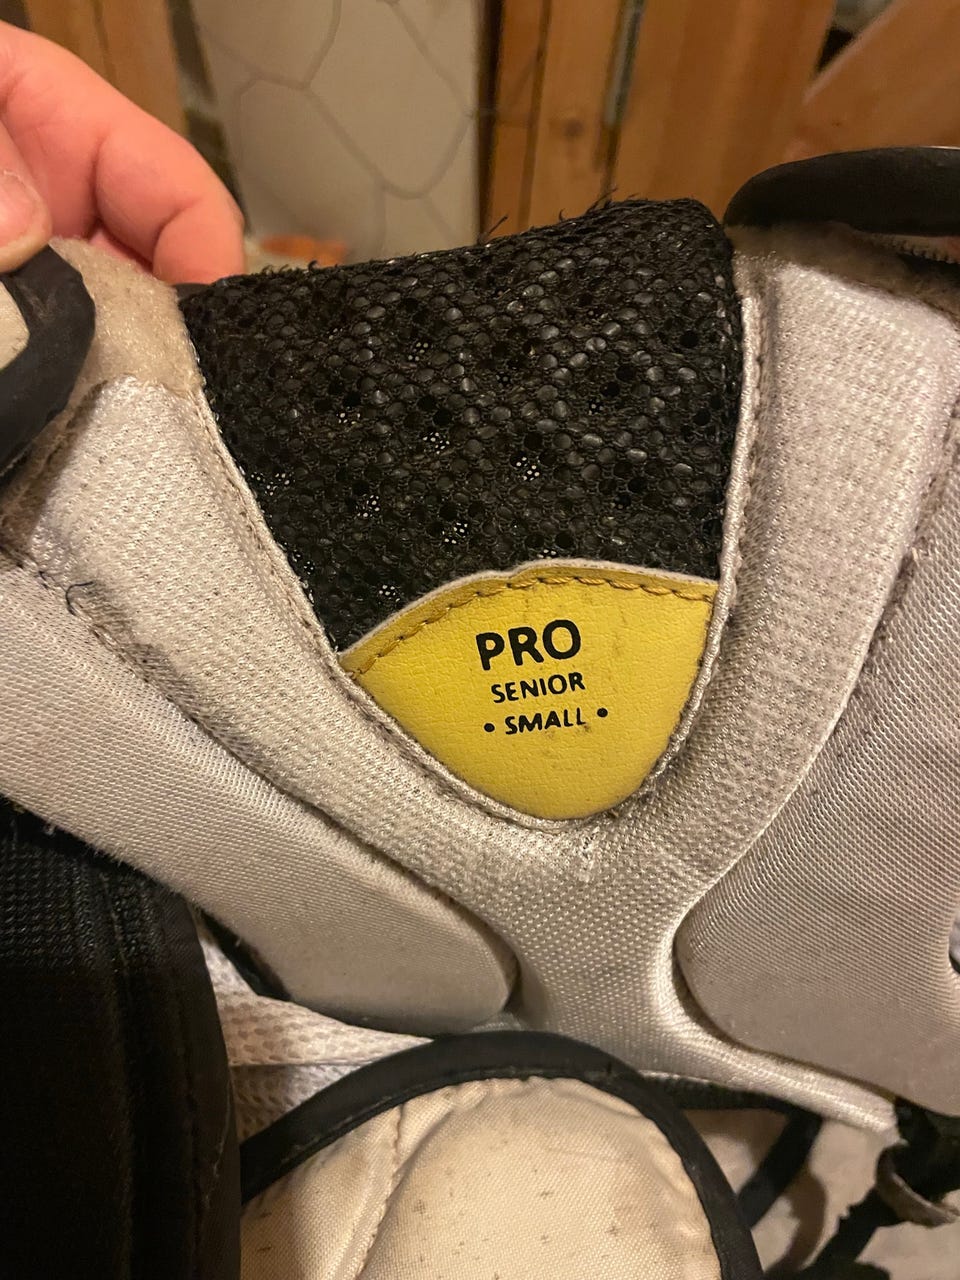 PRO
SENIOR
• SMALL •